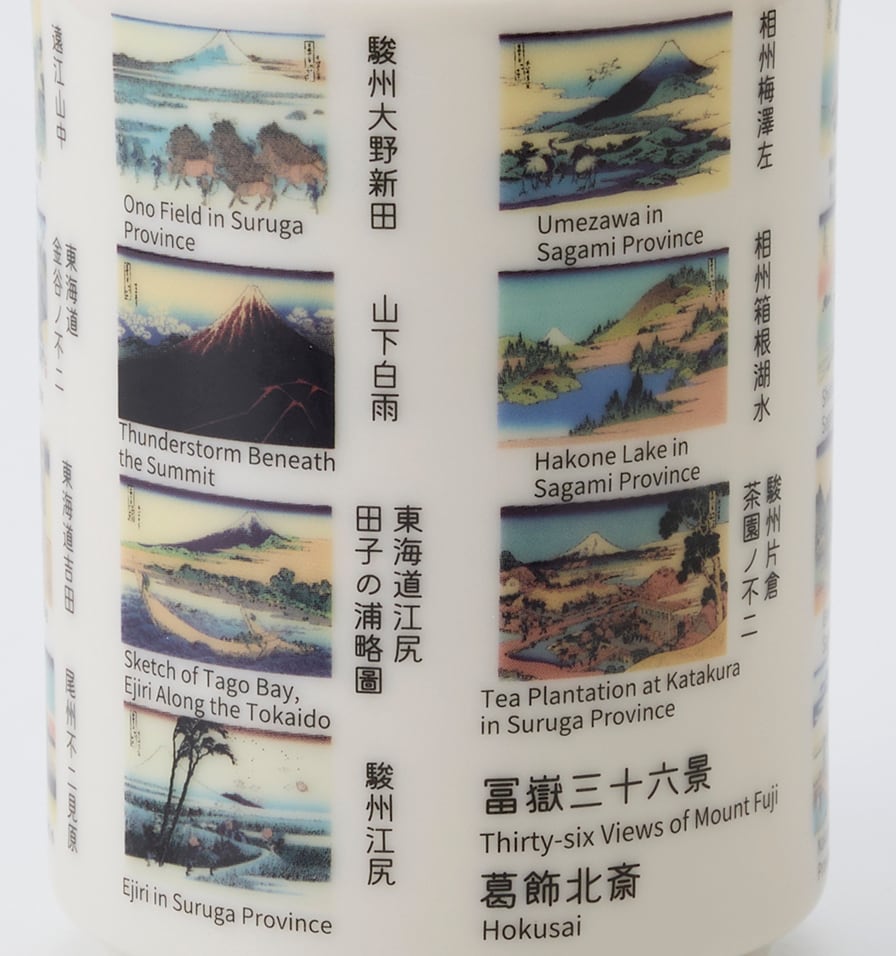 遠江山中
東海道
金谷ノ不二
東海道吉田
尾州不二見原
駿州大野新田
Ono Field in Suruga
Province
山下白雨
Thunderstorm Beneath
the Summit
東海道江尻
田子の浦略圖
Sketch of Tago Bay,
Ejiri Along the Tokaido
駿州江尻
Ejiri in Suruga Province
相州梅澤左
Umezawa in
Sagami Province
相州箱根湖水
Hakone Lake in
Sagami Province
駿州片倉
茶園ノ不二
Tea Plantation at Katakura
in Suruga Province
冨嶽三十六景
Thirty-six Views of Mount Fuji
葛飾北斎
Hokusai